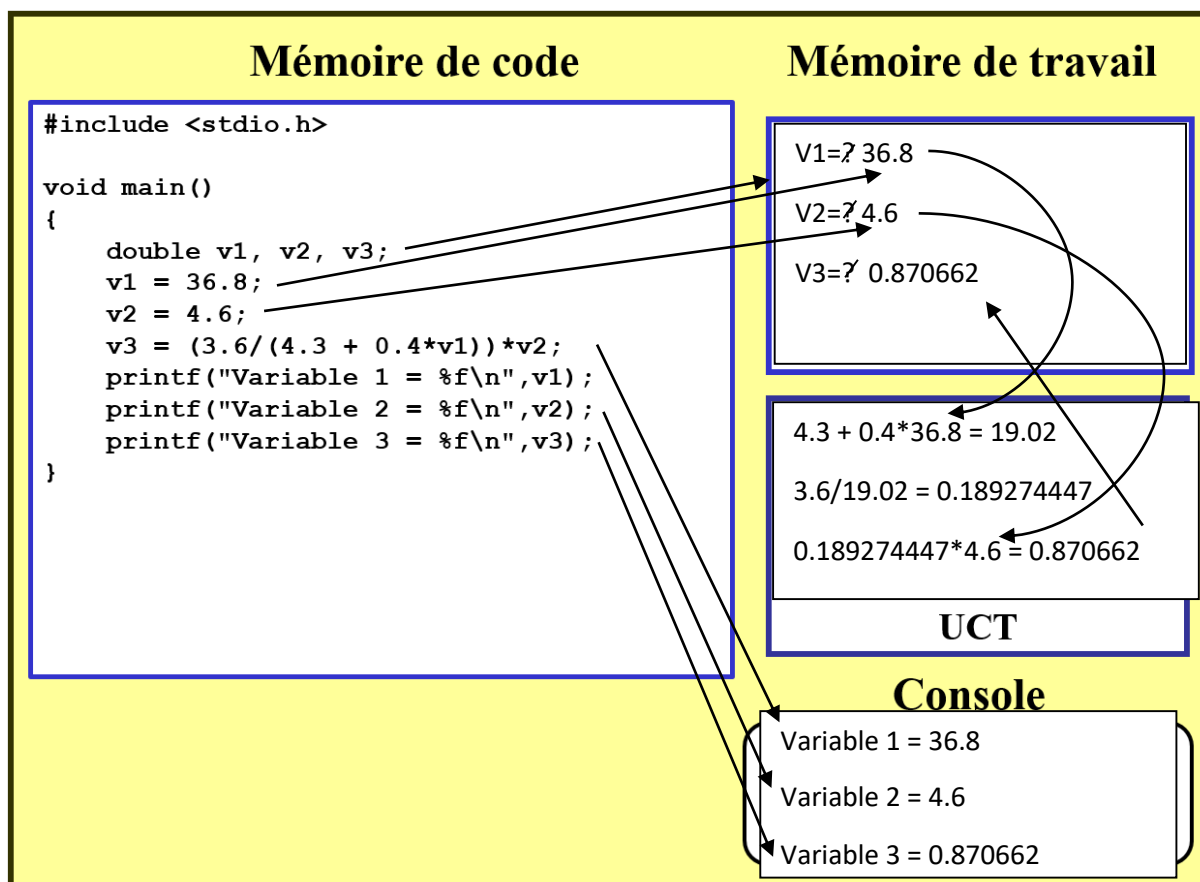 Mémoire de code
#include <stdio.h>
void main()
{
double v1, v2, v3;
v1 = 36.8;
v2 = 4.6;
v3 = (3.6/(4.3 + 0.4*v1))*v2;
printf("Variable 1 = %f\n",v1);
printf("Variable 2 = %f\n",v2);
printf("Variable 3 = %f\n",v3);
}
Mémoire de travail
V1=? 36.8
V2=? 4.6
V3=? 0.870662
4.3 + 0.4*36.8 = 19.02
3.6/19.02 = 0.189274447
0.189274447*4.6 = 0.870662
UCT
Console
Variable 1 = 36.8
Variable 2 = 4.6
Variable 3 = 0.870662